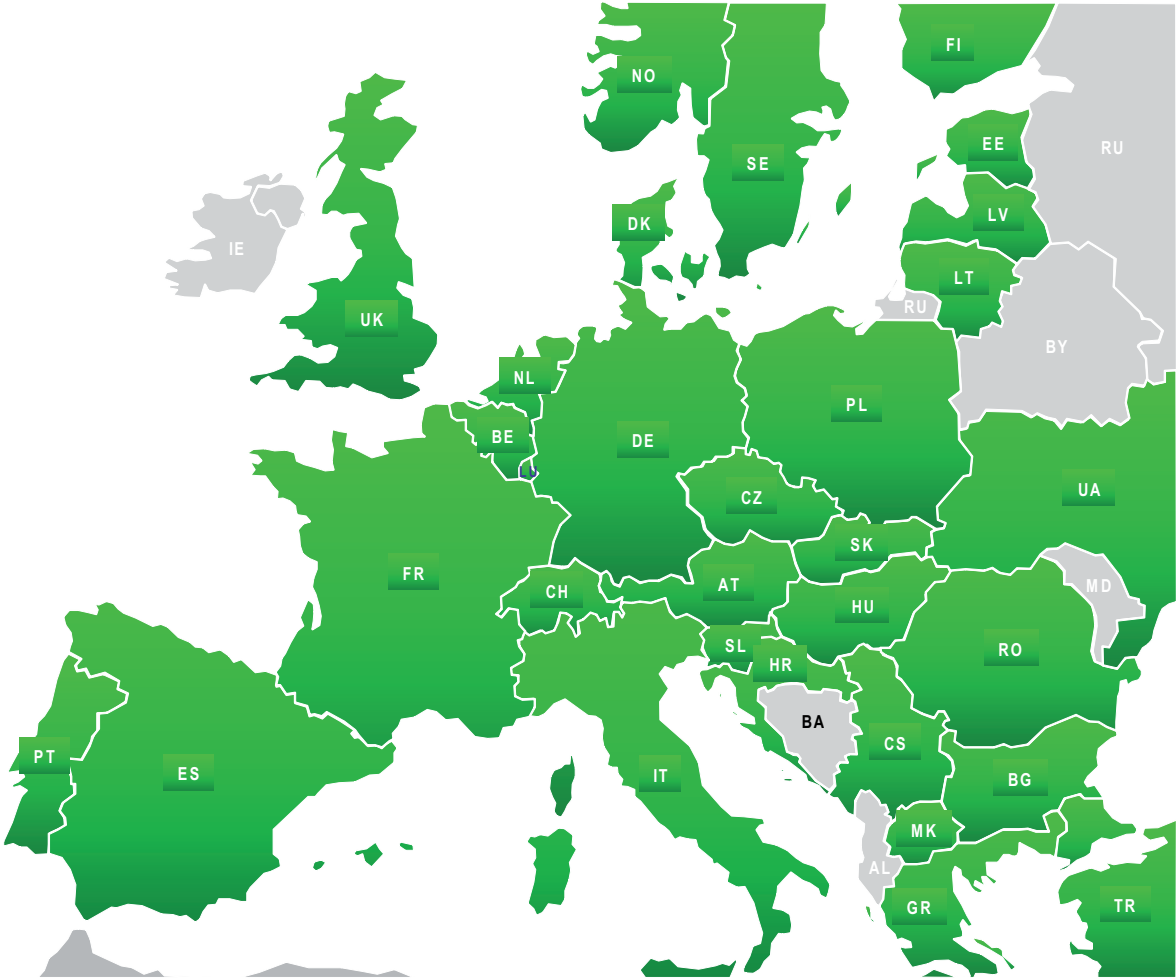 FI
NO
EE
RU
SE
LV
DK
IE
LT
RU
UK
BY
NL
PL
BE
DE
LU
UA
CZ
SK
FR
CH
AT
MD
HU
SL
RO
HR
BA
CS
PT
ES
IT
BG
MK
AL
GR
TR